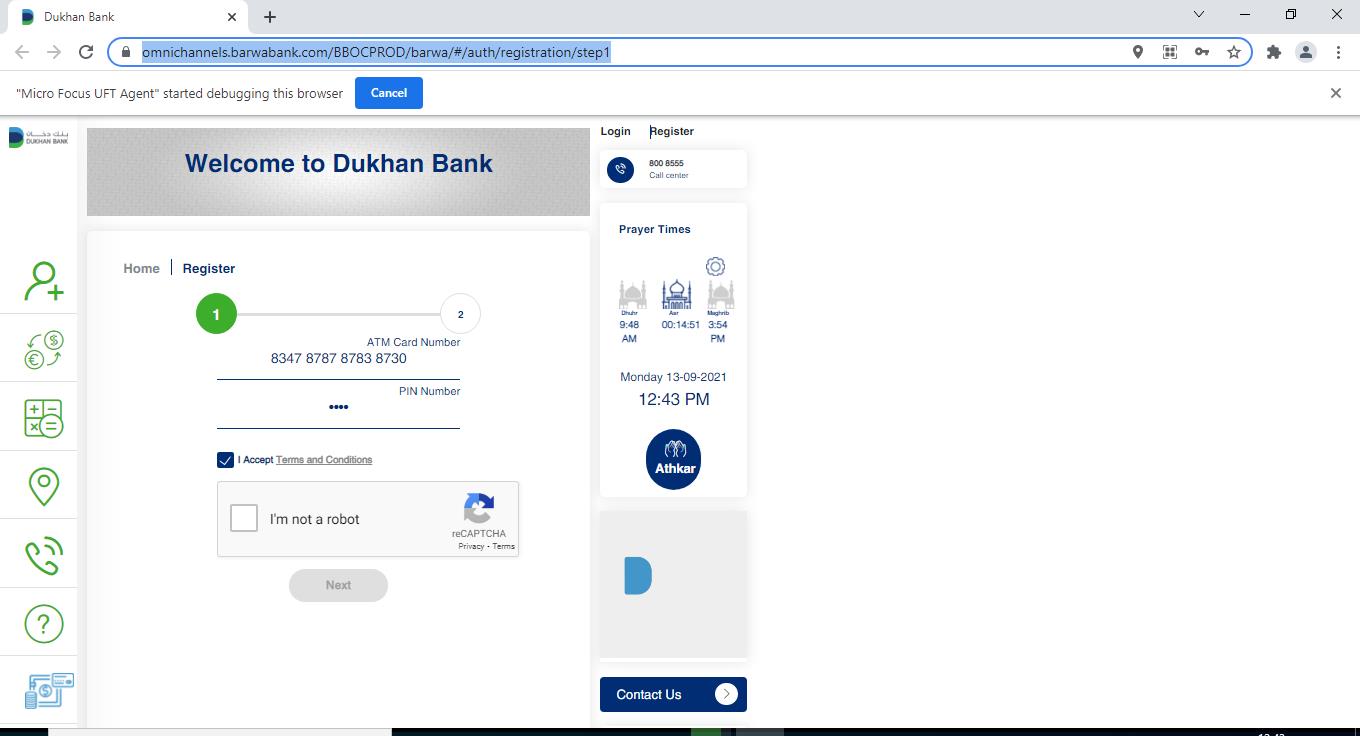 Dukhan Bank
omnichannels.barwabank.com/BBOCPROD/barwa/#/auth/registration/step1
"Micro Focus UFT Agent" started debugging this browser
Cancel
بنك دخان
DUKHAN BANK
Welcome to Dukhan Bank
Login
Register
800 8555
Call center
Prayer Times
Dhuhr
Asr
Maghrib
9:48 AM
00:14:51
3:54 PM
Monday 13-09-2021
12:43 PM
Athkar
Home
Register
1
2
ATM Card Number
8347 8787 8783 8730
PIN Number
••••
I Accept Terms and Conditions
I'm not a robot
reCAPTCHA
Privacy - Terms
Next
Contact Us